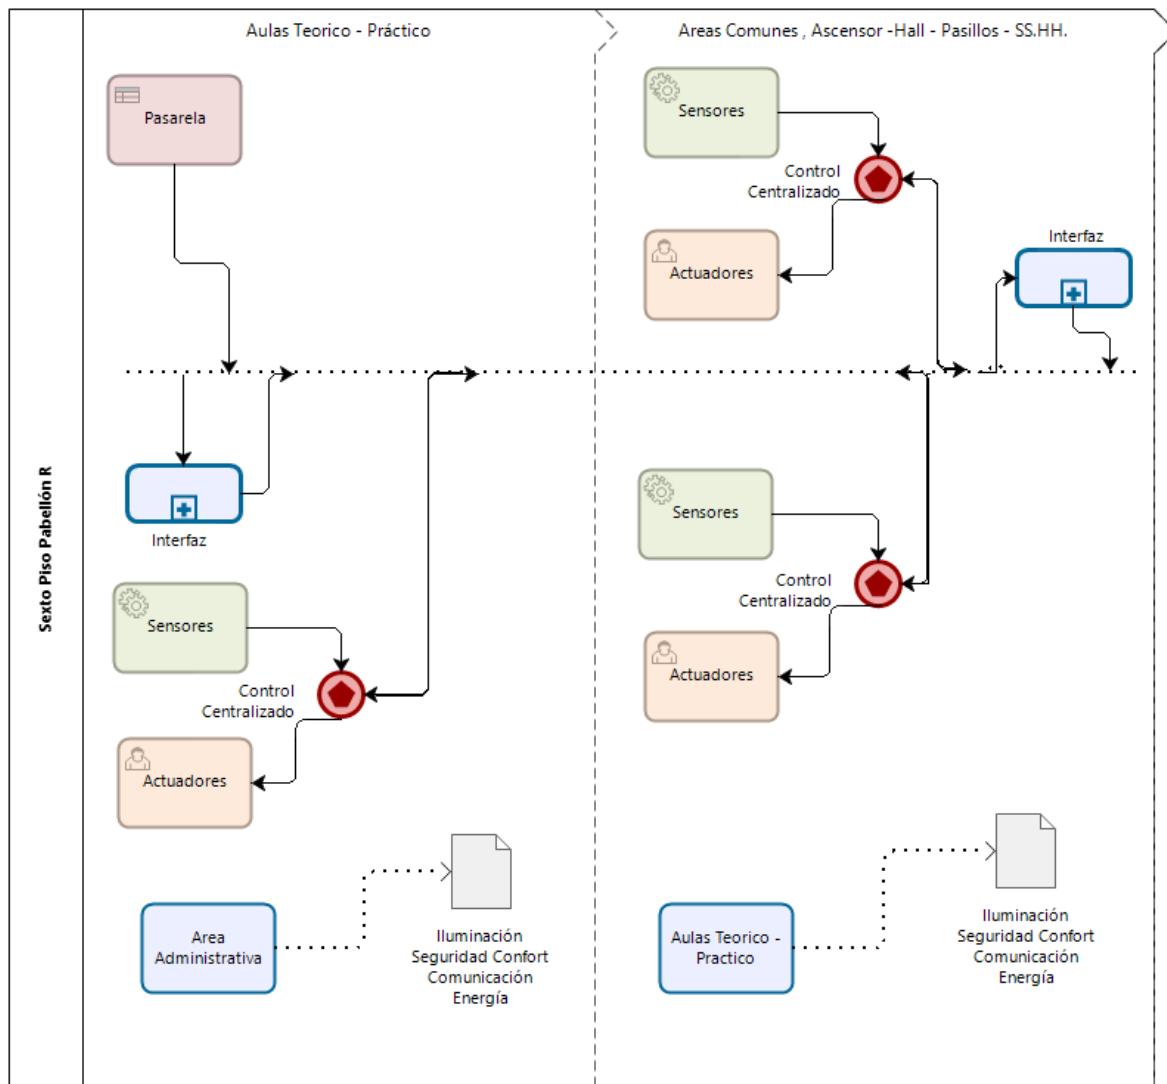 Aulas Teorico - Práctico
Areas Comunes , Ascensor -Hall - Pasillos - SS.HH.
Sexto Piso Pabellón R
Pasarela
Interfaz
Sensores
Control
Centralizado
Actuadores
Area
Administrativa
Iluminación
Seguridad Confort
Comunicación
Energía
Sensores
Control
Centralizado
Actuadores
Interfaz
Sensores
Control
Centralizado
Actuadores
Aulas Teorico -
Practico
Iluminación
Seguridad Confort
Comunicación
Energía